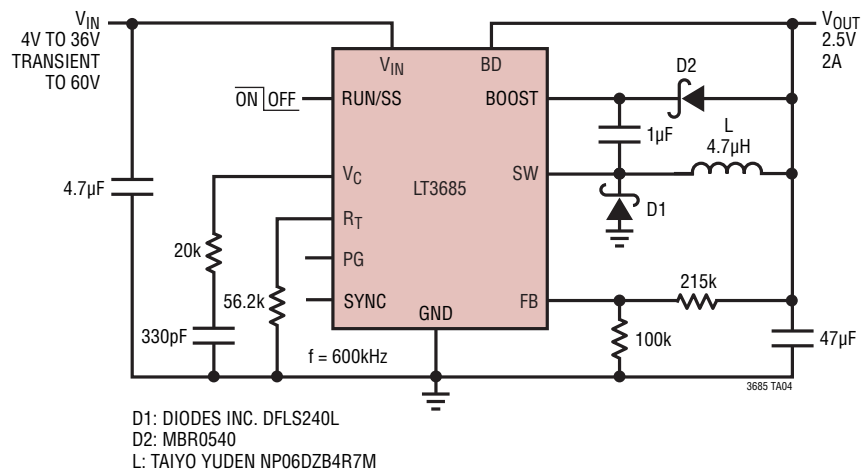 VIN
4V TO 36V
TRANSIENT
TO 60V
VOUT
2.5V
2A
VIN
BD
D2
ON OFF
RUN/SS
BOOST
L
4.7µH
1µF
4.7µF
VC
LT3685
SW
D1
RT
20k
PG
215k
56.2k
SYNC
FB
GND
330pF
100k
47µF
f = 600kHz
3685 TA04
D1: DIODES INC. DFLS240L
D2: MBR0540
L: TAIYO YUDEN NP06DZB4R7M